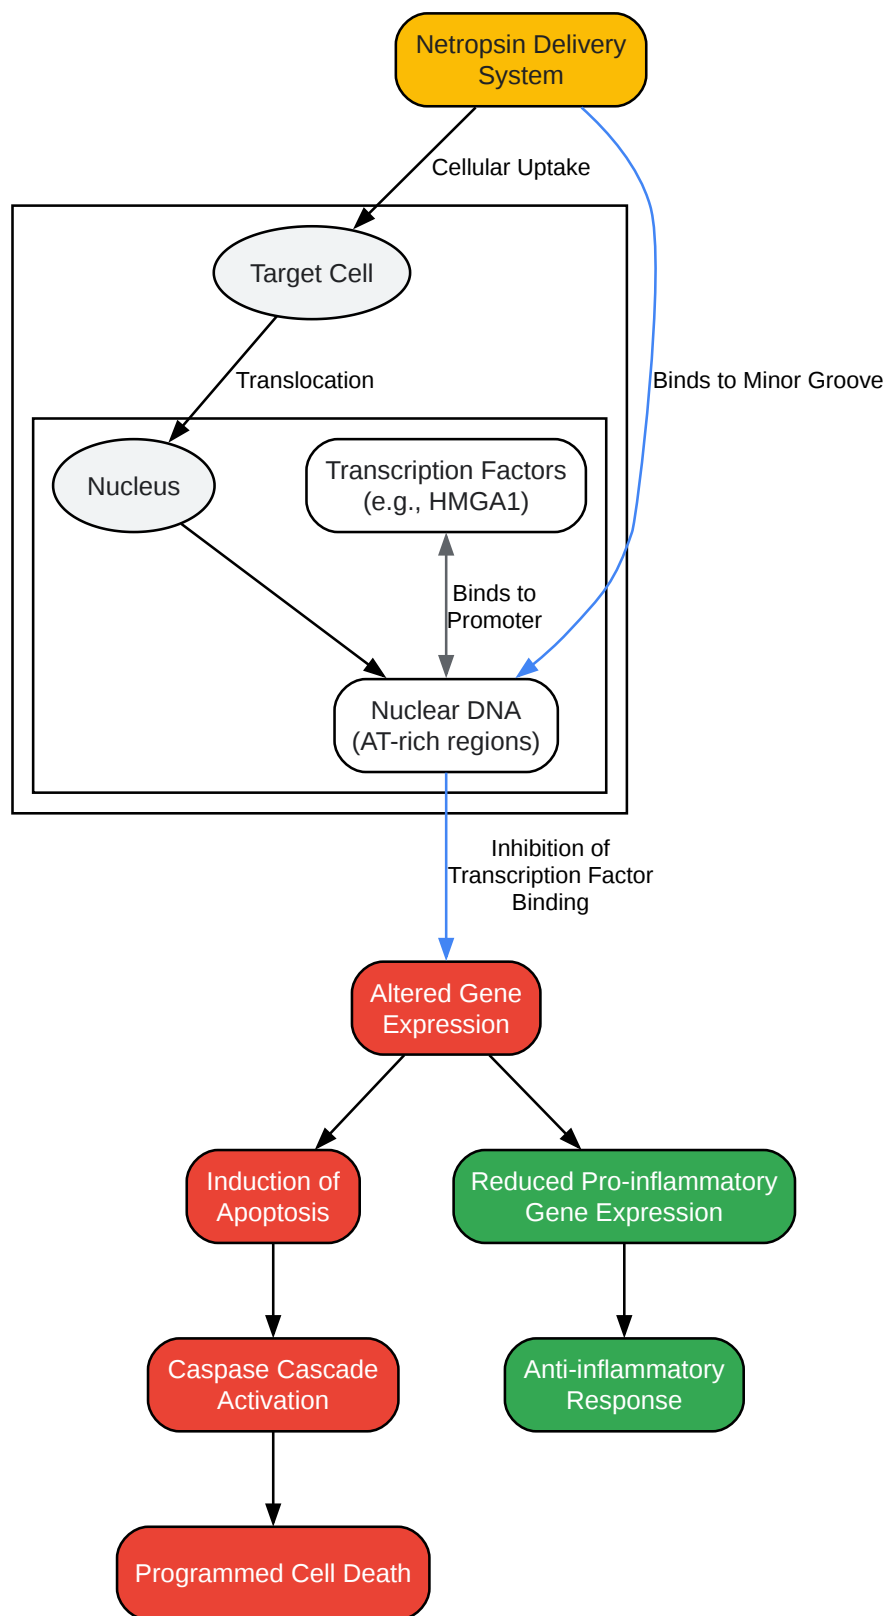 Netropsin Delivery
System
Cellular Uptake
Target Cell
Translocation
Binds to Minor Groove
Nucleus
Transcription Factors
(e.g., HMGA1)
Binds to
Promoter
Nuclear DNA
(AT-rich regions)
Inhibition of
Transcription Factor
Binding
Altered Gene
Expression
Induction of
Apoptosis
Reduced Pro-inflammatory
Gene Expression
Caspase Cascade
Activation
Anti-inflammatory
Response
Programmed Cell Death